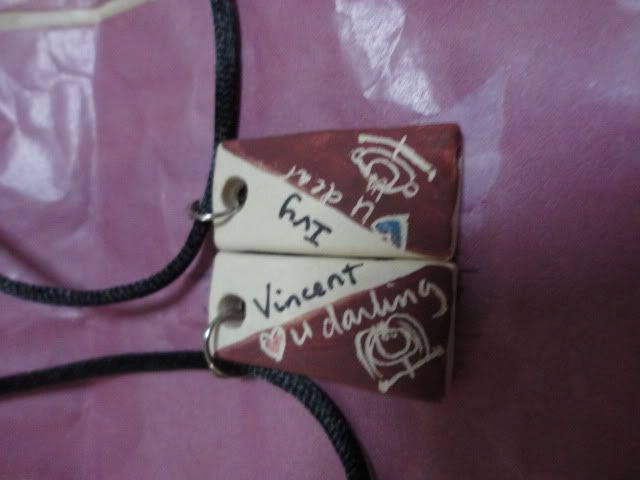 Ivy
♥ u dear
Vincent
♥ u darling